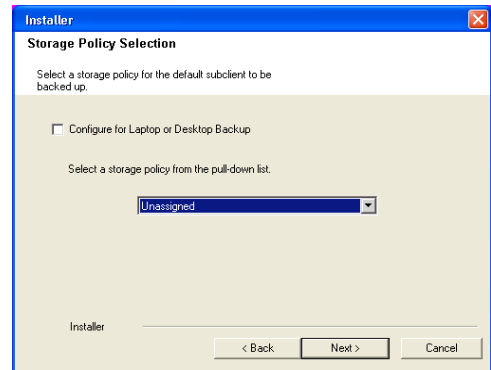 Installer
Storage Policy Selection
Select a storage policy for the default subclient to be
backed up.
Configure for Laptop or Desktop Backup
Select a storage policy from the pull-down list.
Unassigned
Installer
< Back
Next >
Cancel